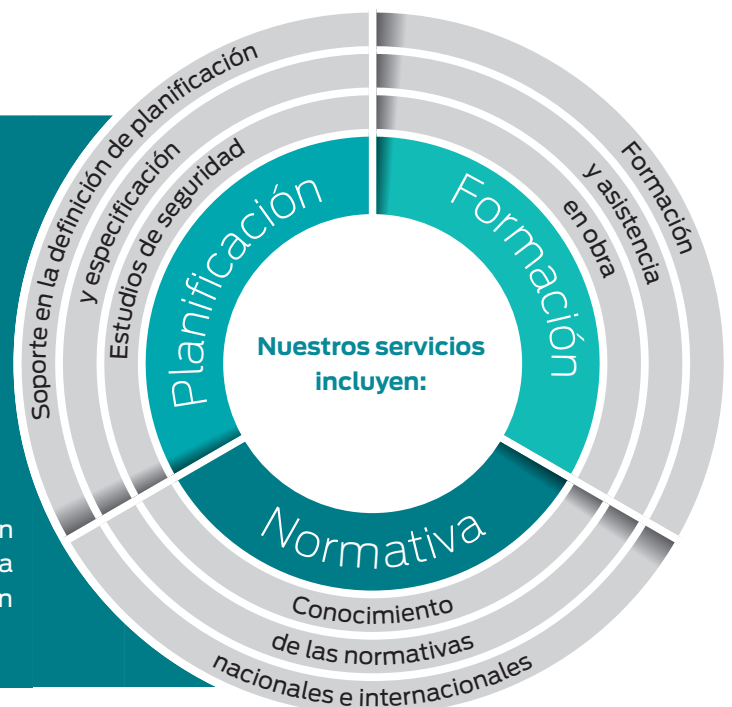 Nuestros servicios
incluyen:
Planificación
Soporte en la definición de planificación
y especificación
Estudios de seguridad
Formación
Formación
y asistencia
en obra
Normativa
Conocimiento
de las normativas
nacionales e internacionales
n
a
n